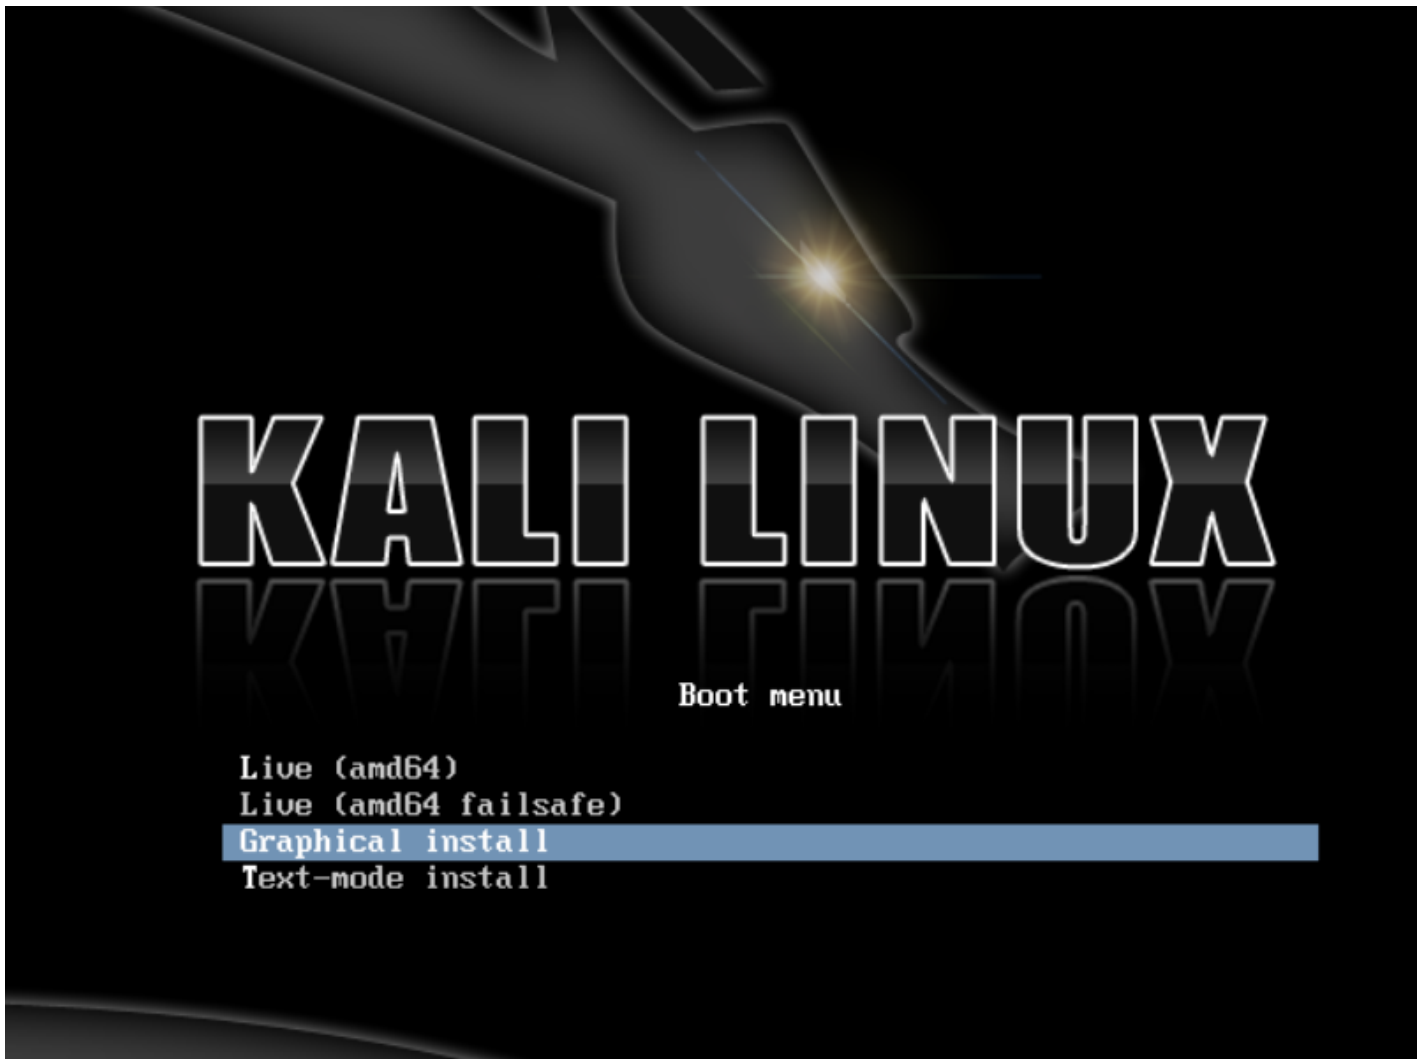 KALI LINUX
Boot menu
Live (amd64)
Live (amd64 failsafe)
Graphical install
Text-mode install